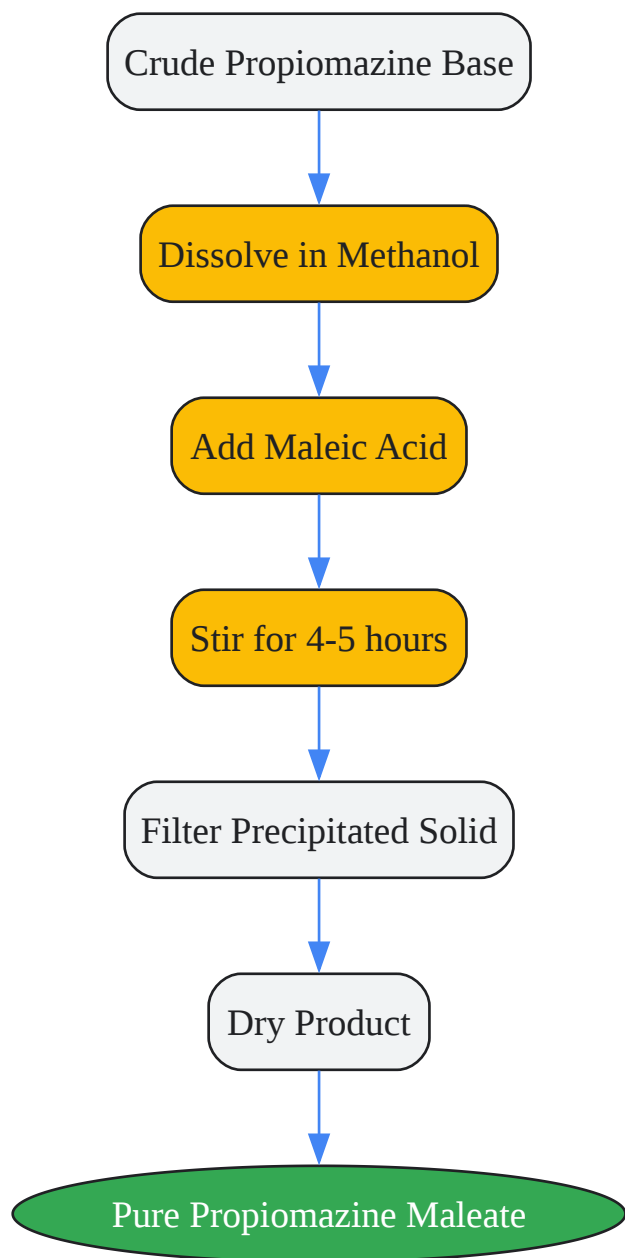 Crude Propiomazine Base
Dissolve in Methanol
Add Maleic Acid
Stir for 4-5 hours
Filter Precipitated Solid
Dry Product
Pure Propiomazine Maleate